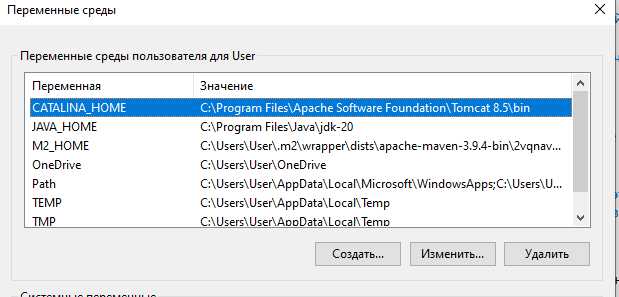 Переменные среды
Переменные среды пользователя для User
Переменная Значение
CATALINA_HOME C:\Program Files\Apache Software Foundation\Tomcat 8.5\bin
JAVA_HOME C:\Program Files\Java\jdk-20
M2_HOME C:\Users\User\.m2\wrapper\dists\apache-maven-3.9.4-bin\2vqnav...
OneDrive C:\Users\User\OneDrive
Path C:\Users\User\AppData\Local\Microsoft\WindowsApps;C:\Users\U...
TEMP C:\Users\User\AppData\Local\Temp
TMP C:\Users\User\AppData\Local\Temp
Создать... Изменить... Удалить
Системные переменные